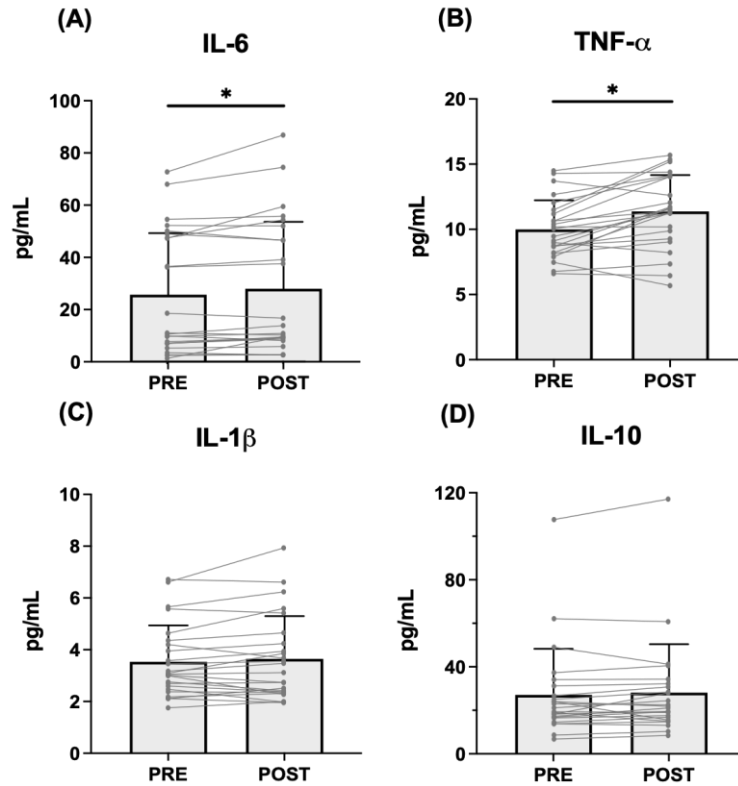 (A)
IL-6
*
100
80
60
40
20
0
pg/mL
PRE POST
(B)
TNF-α
*
20
15
10
5
0
pg/mL
PRE POST
(C)
IL-1β
10
8
6
4
2
0
pg/mL
PRE POST
(D)
IL-10
120
80
40
0
pg/mL
PRE POST